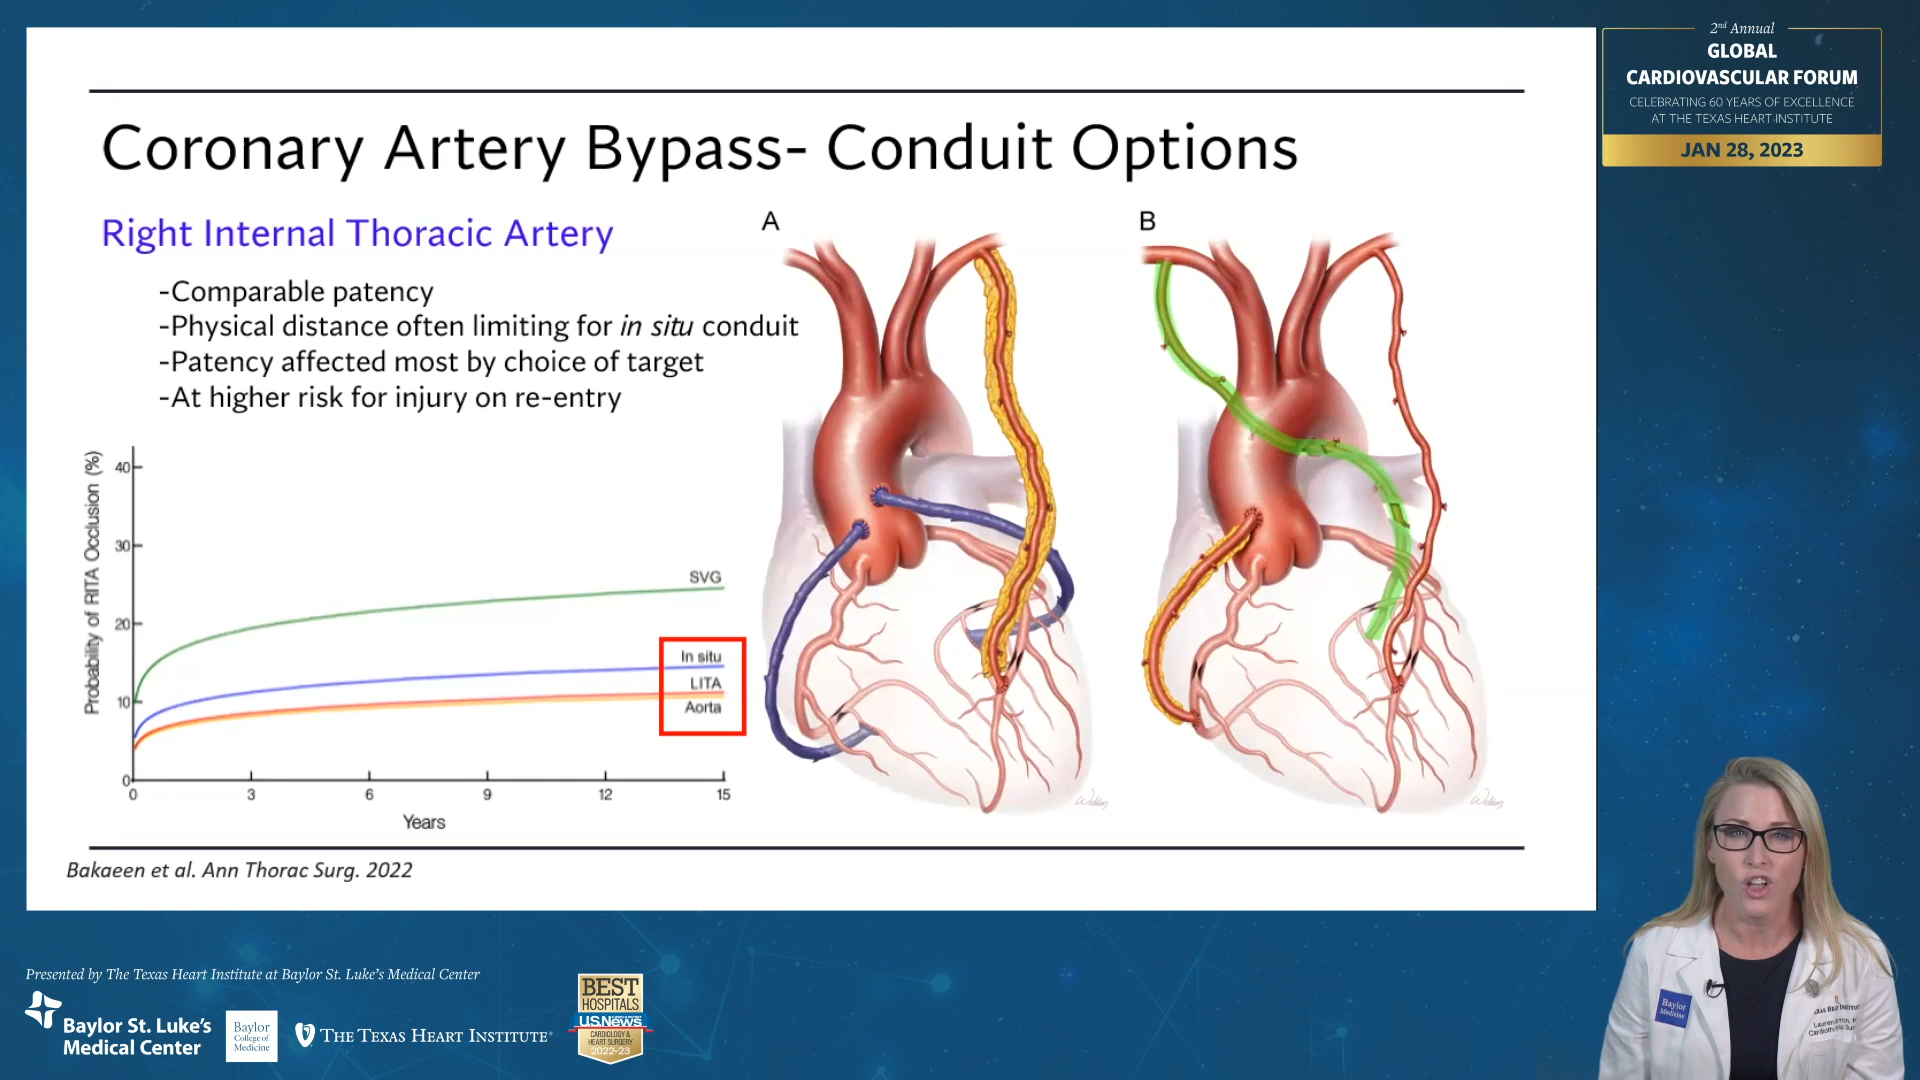 2nd Annual
GLOBAL
CARDIOVASCULAR FORUM
CELEBRATING 60 YEARS OF EXCELLENCE
AT THE TEXAS HEART INSTITUTE
JAN 28, 2023
Coronary Artery Bypass- Conduit Options
Right Internal Thoracic Artery
-Comparable patency
-Physical distance often limiting for in situ conduit
-Patency affected most by choice of target
-At higher risk for injury on re-entry
A
B
Probability of RITA Occlusion (%)
40
30
20
10
0
SVG
In situ
LITA
Aorta
0 3 6 9 12 15
Years
Bakaeen et al. Ann Thorac Surg. 2022
Presented by The Texas Heart Institute at Baylor St. Luke's Medical Center
Baylor St. Luke's
Medical Center
Baylor
College of
Medicine
THE TEXAS HEART INSTITUTE®
BEST
HOSPITALS
U.S.News
CARDIOLOGY &
HEART SURGERY
2022-23
Baylor
Medicine